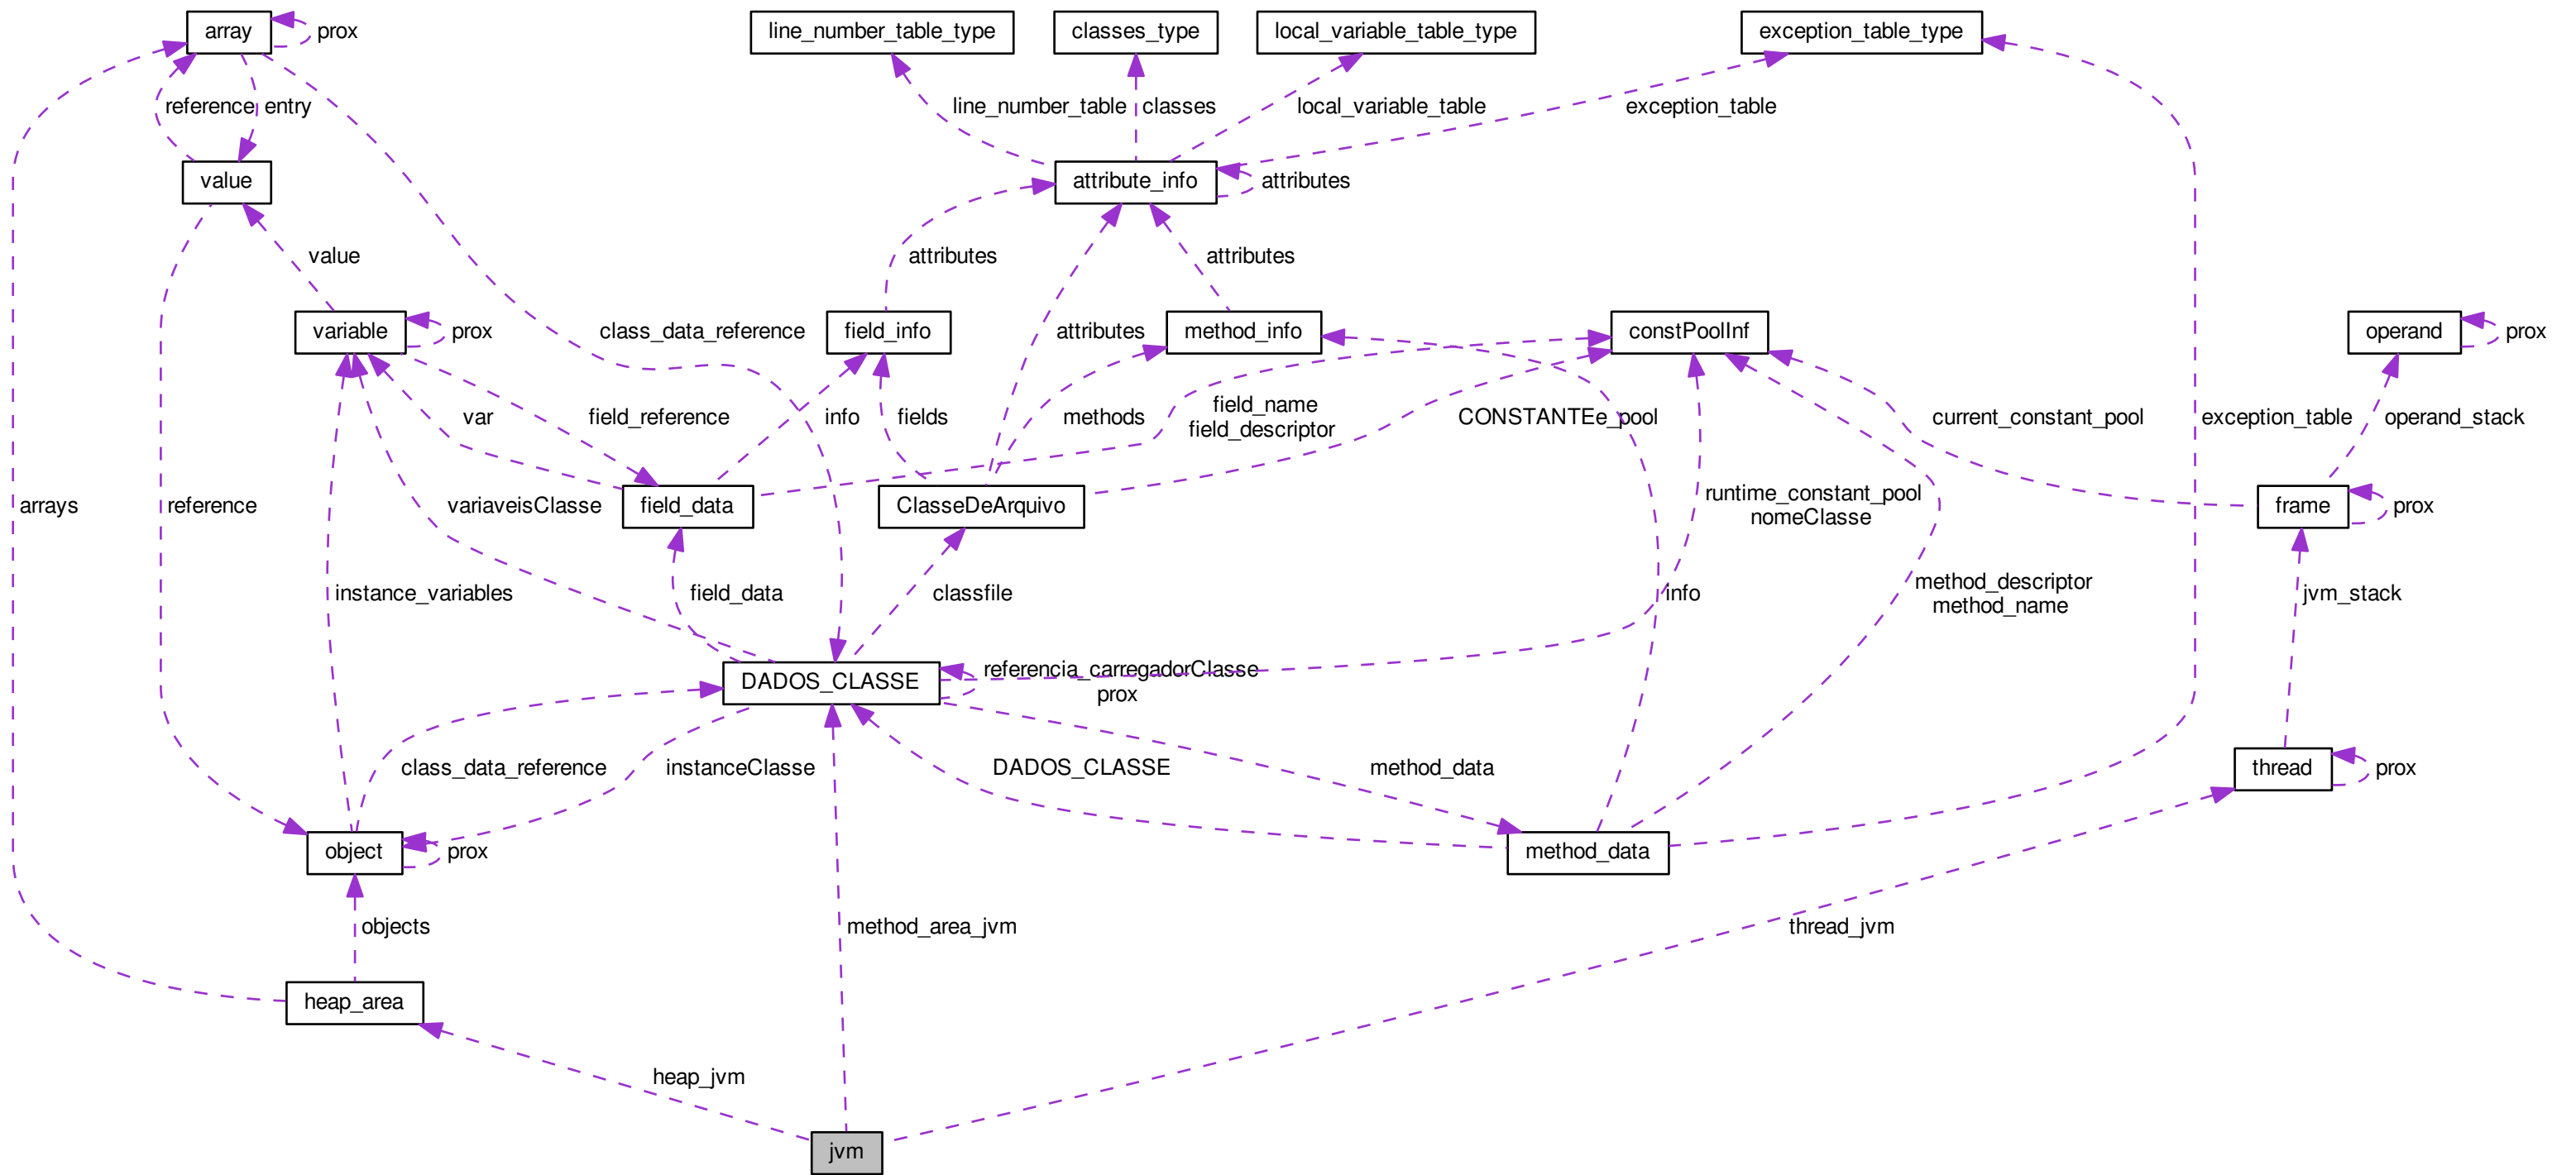 array
prox
line_number_table_type
classes_type
local_variable_table_type
exception_table_type
reference
entry
line_number_table
classes
local_variable_table
exception_table
value
attribute_info
attributes
value
attributes
attributes
variable
prox
class_data_reference
field_info
attributes
method_info
constPoolInf
operand
prox
var
field_reference
info
fields
methods
field_name
field_descriptor
CONSTANTEe_pool
current_constant_pool
exception_table
operand_stack
arrays
reference
variaveisClasse
field_data
ClasseDeArquivo
runtime_constant_pool
nomeClasse
frame
prox
instance_variables
field_data
classfile
info
method_descriptor
method_name
jvm_stack
DADOS_CLASSE
referencia_carregadorClasse
prox
class_data_reference
instanceClasse
DADOS_CLASSE
method_data
thread
prox
object
prox
method_data
objects
method_area_jvm
thread_jvm
heap_area
heap_jvm
jvm